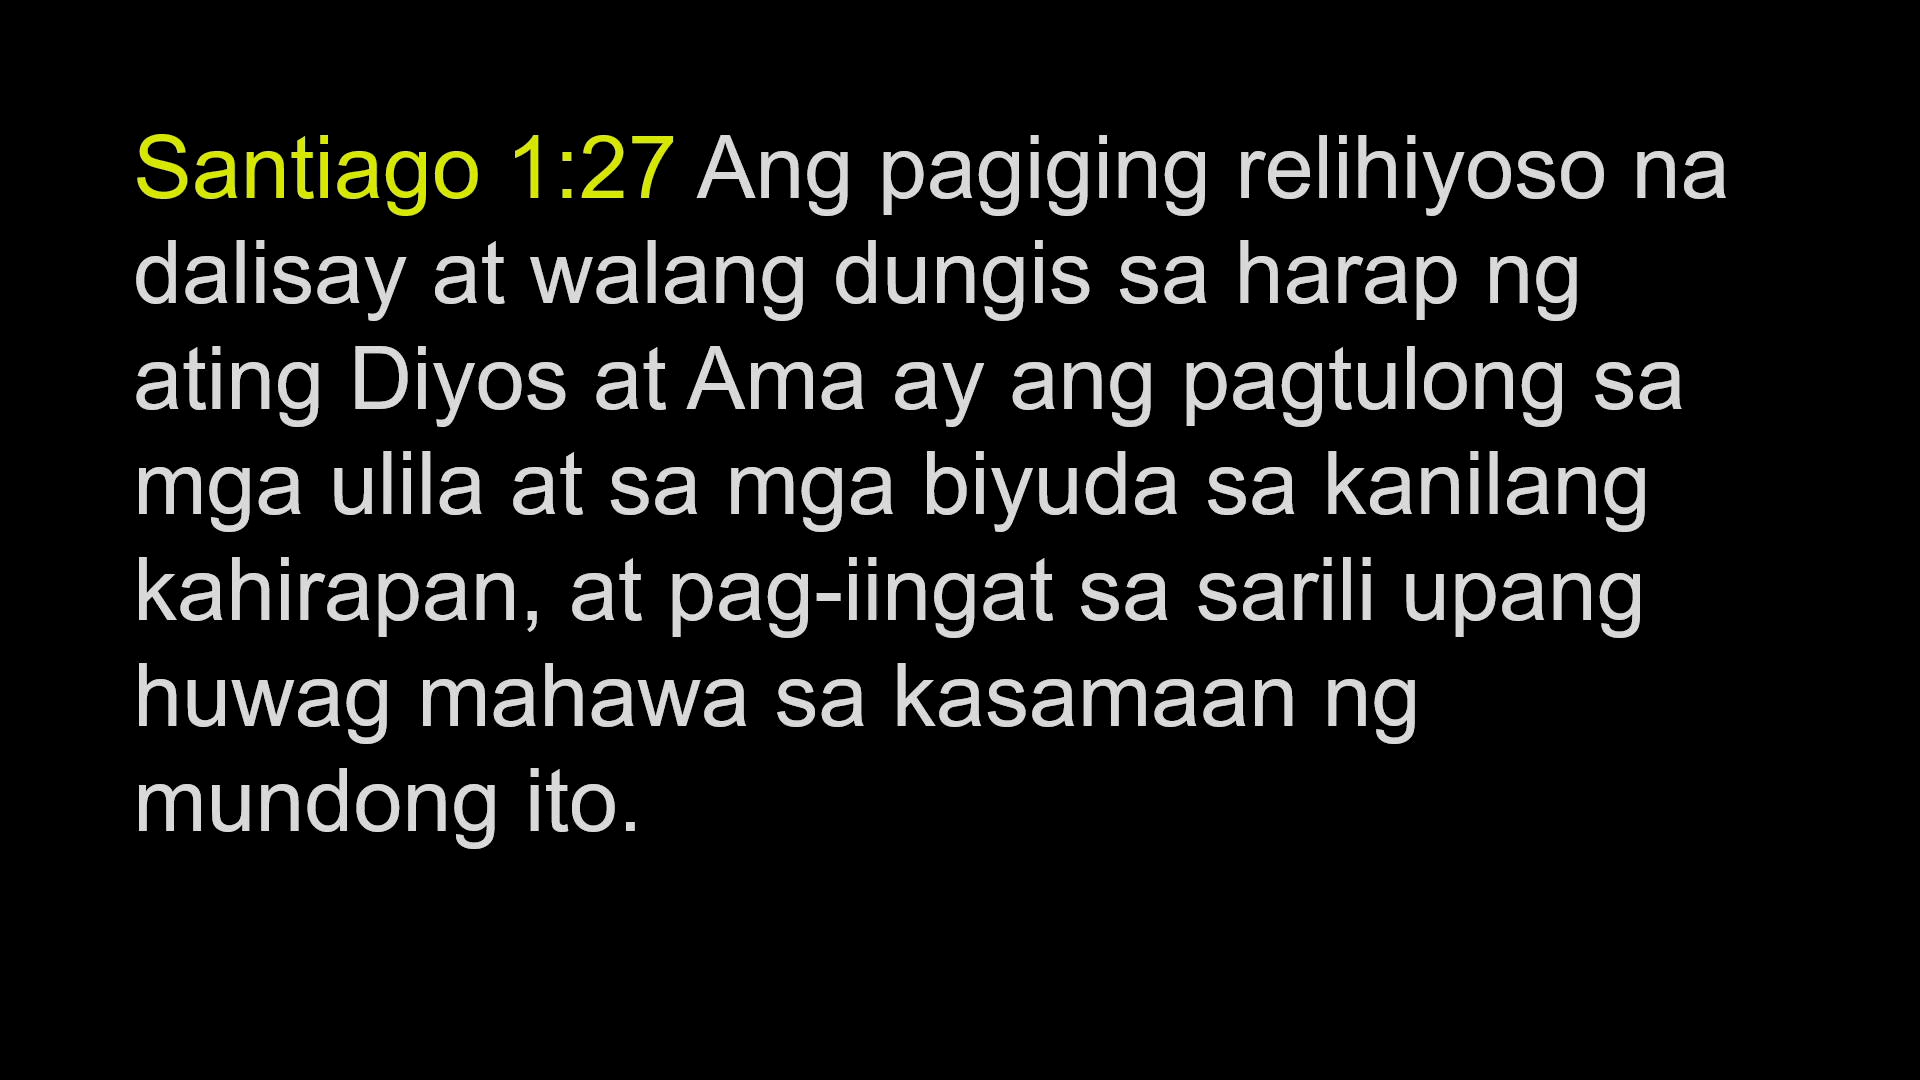 Santiago 1:27 Ang pagiging relihiyoso na
dalisay at walang dungis sa harap ng
ating Diyos at Ama ay ang pagtulong sa
mga ulila at sa mga biyuda sa kanilang
kahirapan, at pag-iingat sa sarili upang
huwag mahawa sa kasamaan ng
mundong ito.